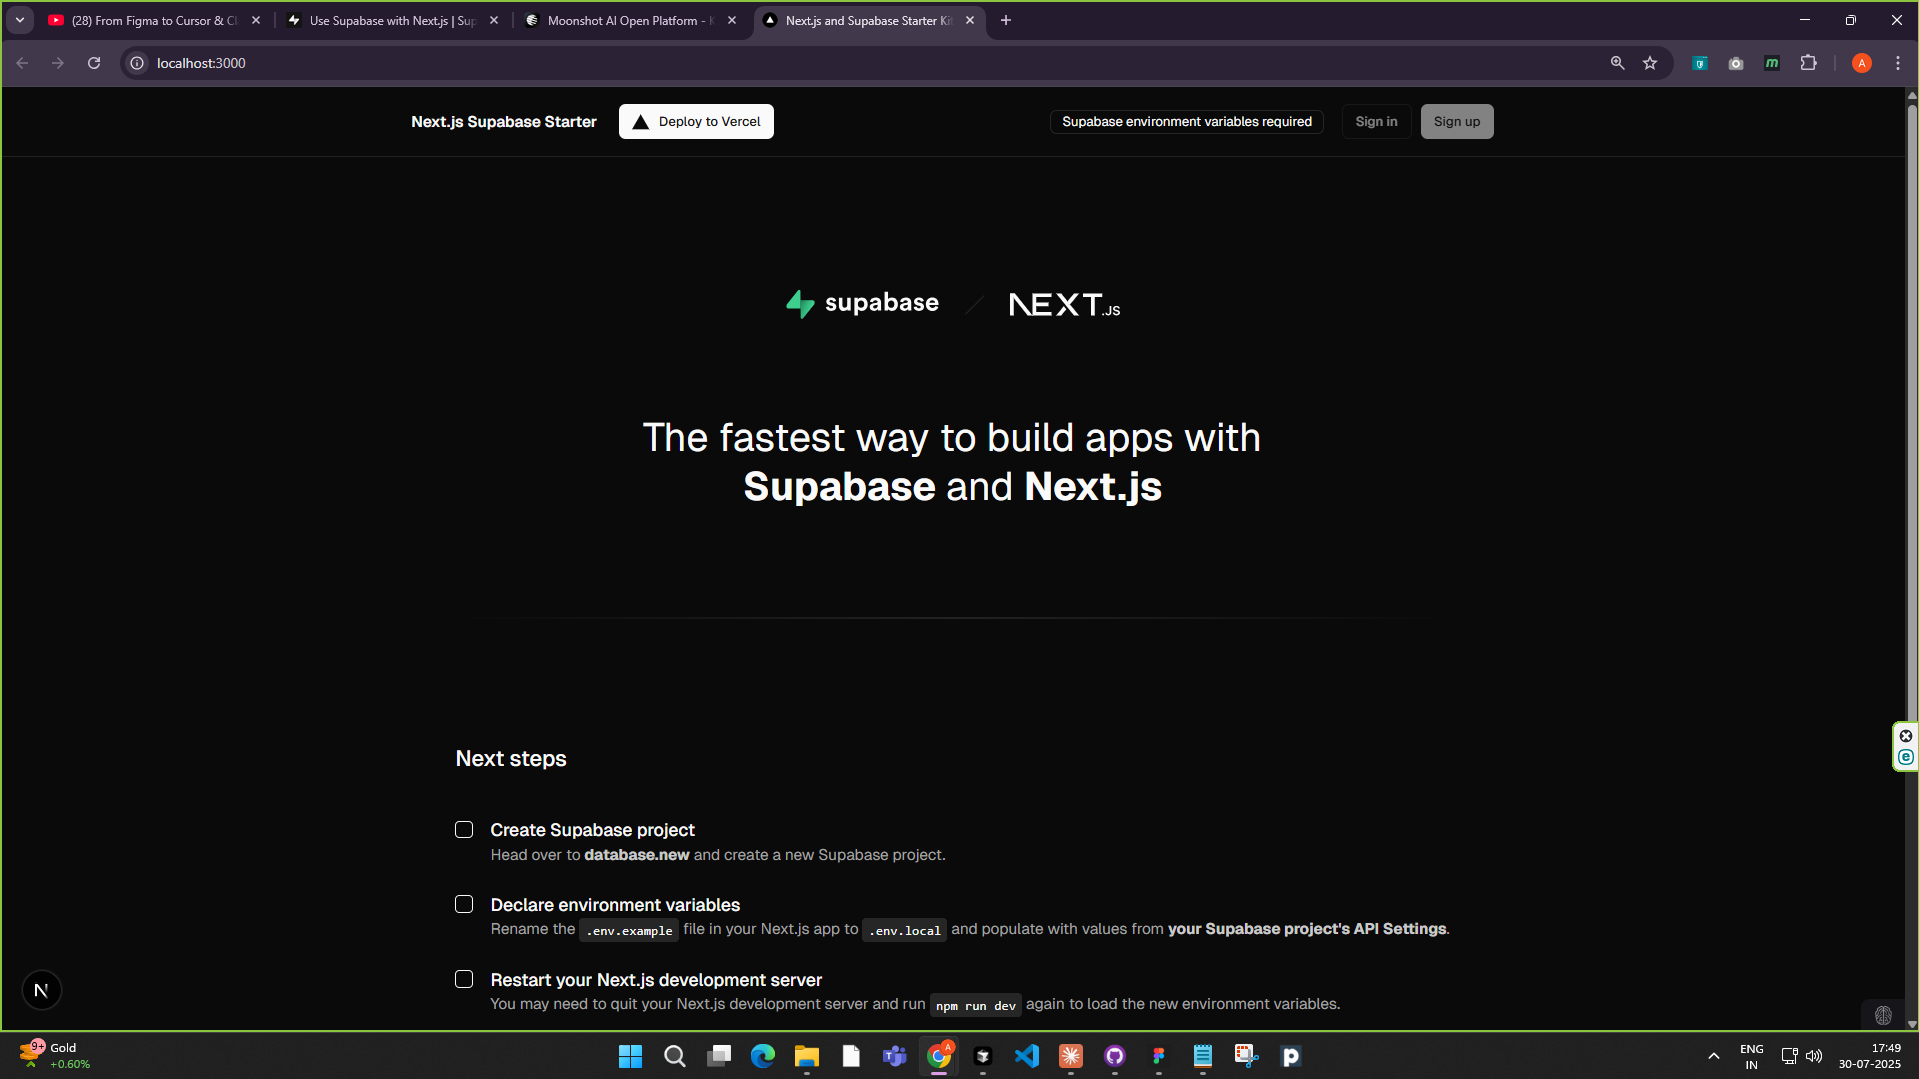 (28) From Figma to Cursor & Cl
Use Supabase with Next.js | Sup
Moonshot AI Open Platform - K
Next.js and Supabase Starter Kit
localhost:3000
A
Next.js Supabase Starter
Deploy to Vercel
Supabase environment variables required
Sign in
Sign up
supabase
NEXT.JS
The fastest way to build apps with
Supabase and Next.js
Next steps
Create Supabase project
Head over to database.new and create a new Supabase project.
Declare environment variables
Rename the .env.example file in your Next.js app to .env.local and populate with values from your Supabase project's API Settings.
Restart your Next.js development server
You may need to quit your Next.js development server and run npm run dev again to load the new environment variables.
N
9+
Gold
+0.60%
A
ENG
IN
17:49
30-07-2025